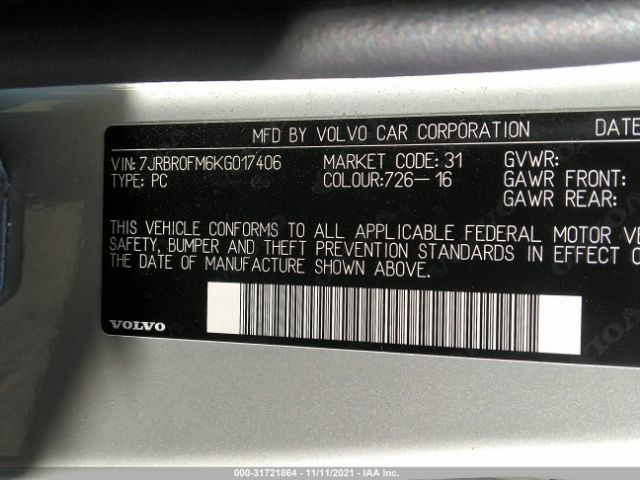 MFD BY VOLVO CAR CORPORATION DATE
VIN: 7JRBR0FM6KG017406 MARKET CODE: 31 GVWR:
TYPE: PC COLOUR:726-16 GAWR FRONT:
GAWR REAR:
THIS VEHICLE CONFORMS TO ALL APPLICABLE FEDERAL MOTOR VE
SAFETY, BUMPER AND THEFT PREVENTION STANDARDS IN EFFECT O
THE DATE OF MANUFACTURE SHOWN ABOVE.
VOLVO
000-31721864 - 11/11/2021 - IAA Inc.